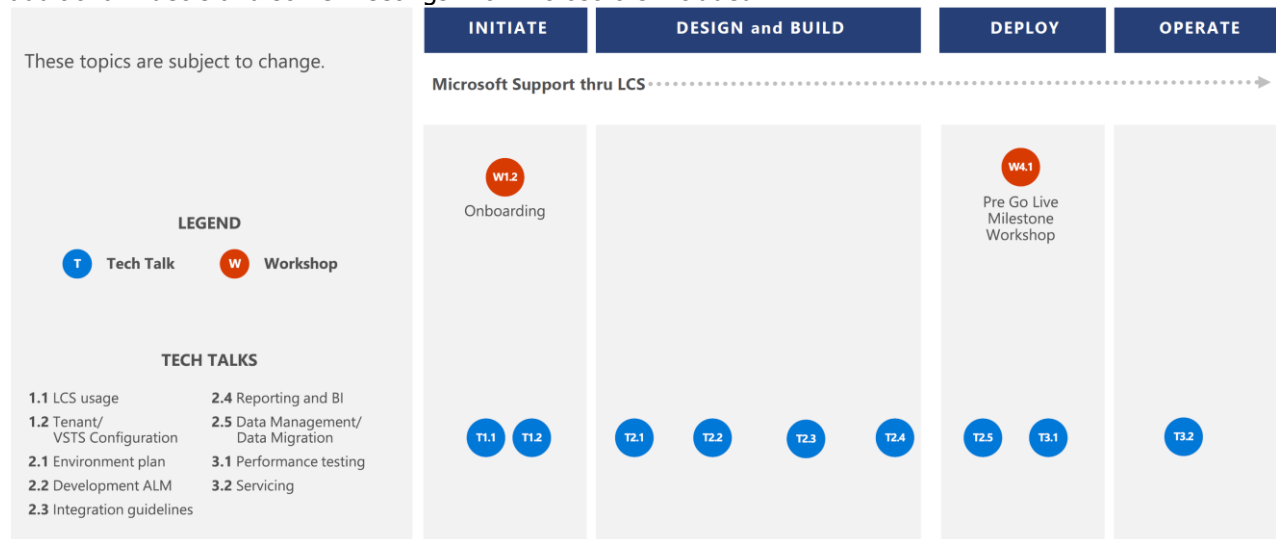 INITIATE
DESIGN and BUILD
DEPLOY
OPERATE
These topics are subject to change.
Microsoft Support thru LCS
W1.2
Onboarding
W4.1
Pre Go Live
Milestone
Workshop
LEGEND
T Tech Talk
W Workshop
TECH TALKS
1.1 LCS usage
1.2 Tenant/
VSTS Configuration
2.1 Environment plan
2.2 Development ALM
2.3 Integration guidelines
2.4 Reporting and BI
2.5 Data Management/
Data Migration
3.1 Performance testing
3.2 Servicing
T1.1
T1.2
T2.1
T2.2
T2.3
T2.4
T2.5
T3.1
T3.2